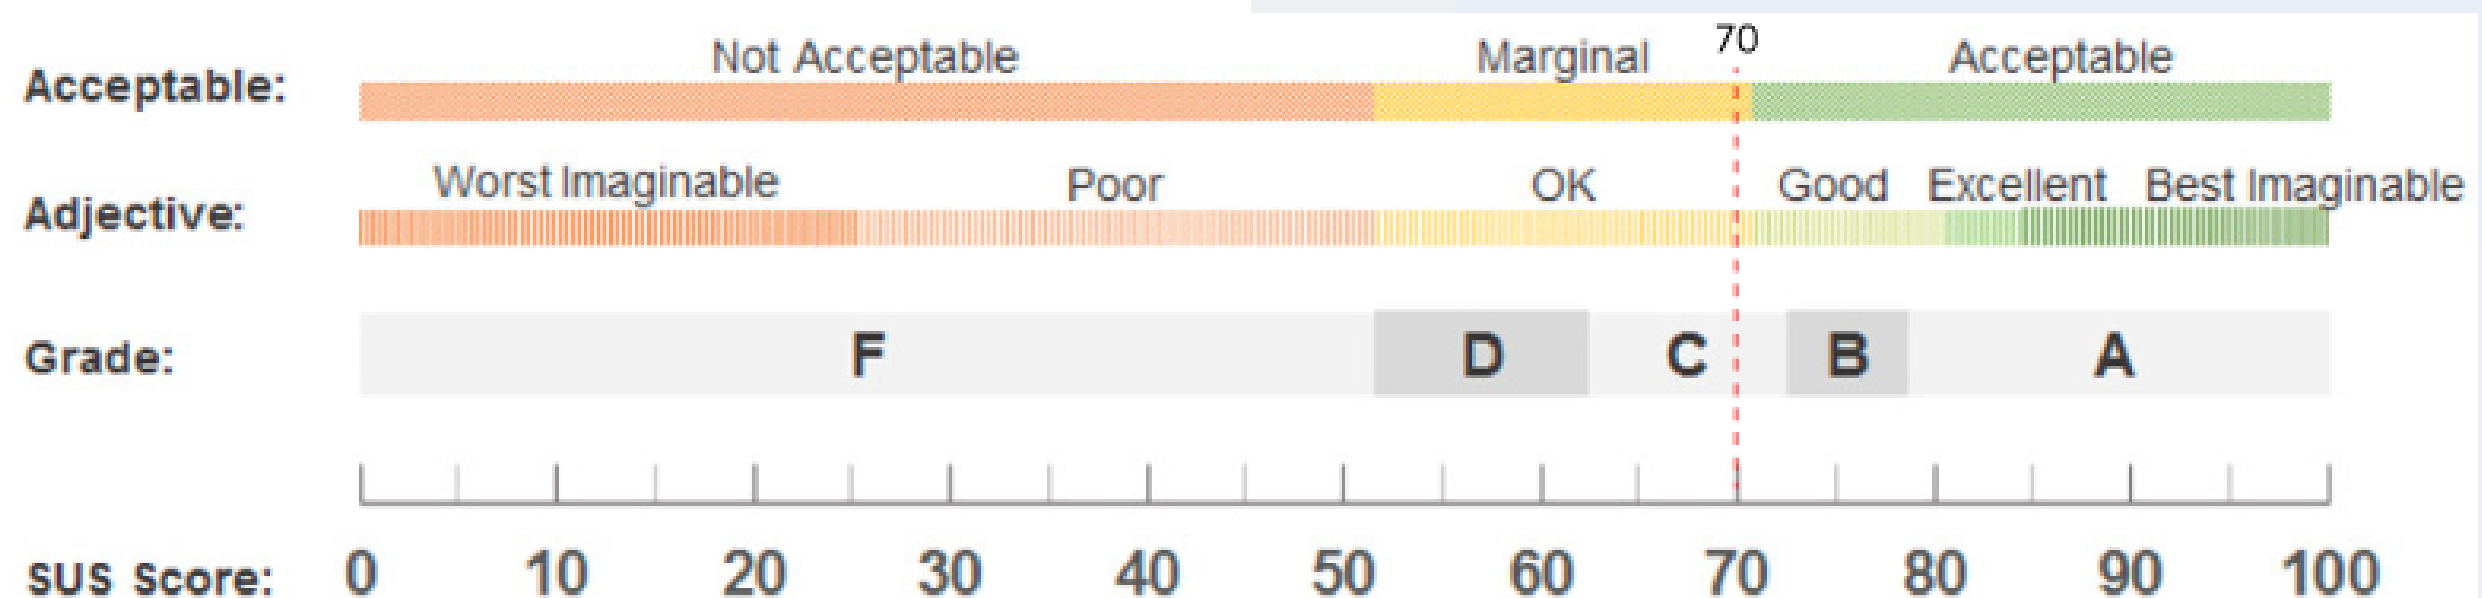 Not Acceptable Marginal 70 Acceptable
Acceptable:
Worst Imaginable Poor OK Good Excellent Best Imaginable
Adjective:
Grade: F D C B A
SUS Score: 0 10 20 30 40 50 60 70 80 90 100